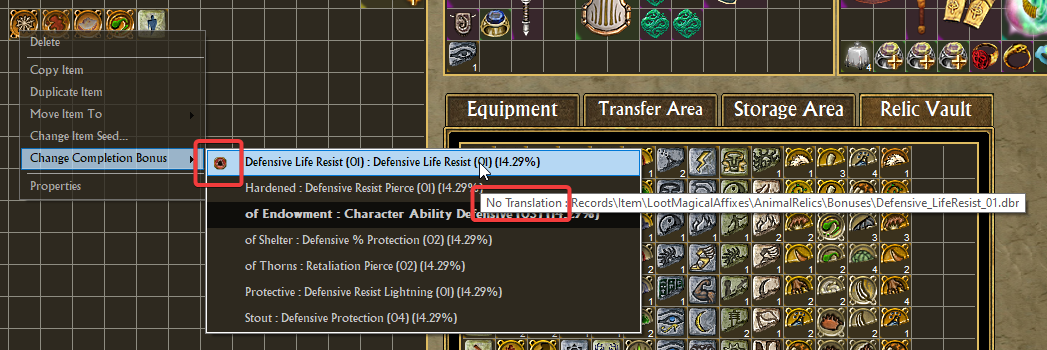 Delete
Copy Item
Duplicate Item
Move Item To
Change Item Seed...
Change Completion Bonus
Properties
Defensive Life Resist (01) : Defensive Life Resist (01) (14.29%)
Hardened : Defensive Resist Pierce (01) (14.29%)
of Endowment : Character Ability Defensive (03) (14.29%)
of Shelter : Defensive % Protection (02) (14.29%)
of Thorns : Retaliation Pierce (02) (14.29%)
Protective : Defensive Resist Lightning (01) (14.29%)
Stout : Defensive Protection (04) (14.29%)
No Translation : Records\Item\LootMagicalAffixes\AnimalRelics\Bonuses\Defensive_LifeResist_01.dbr
Equipment
Transfer Area
Storage Area
Relic Vault